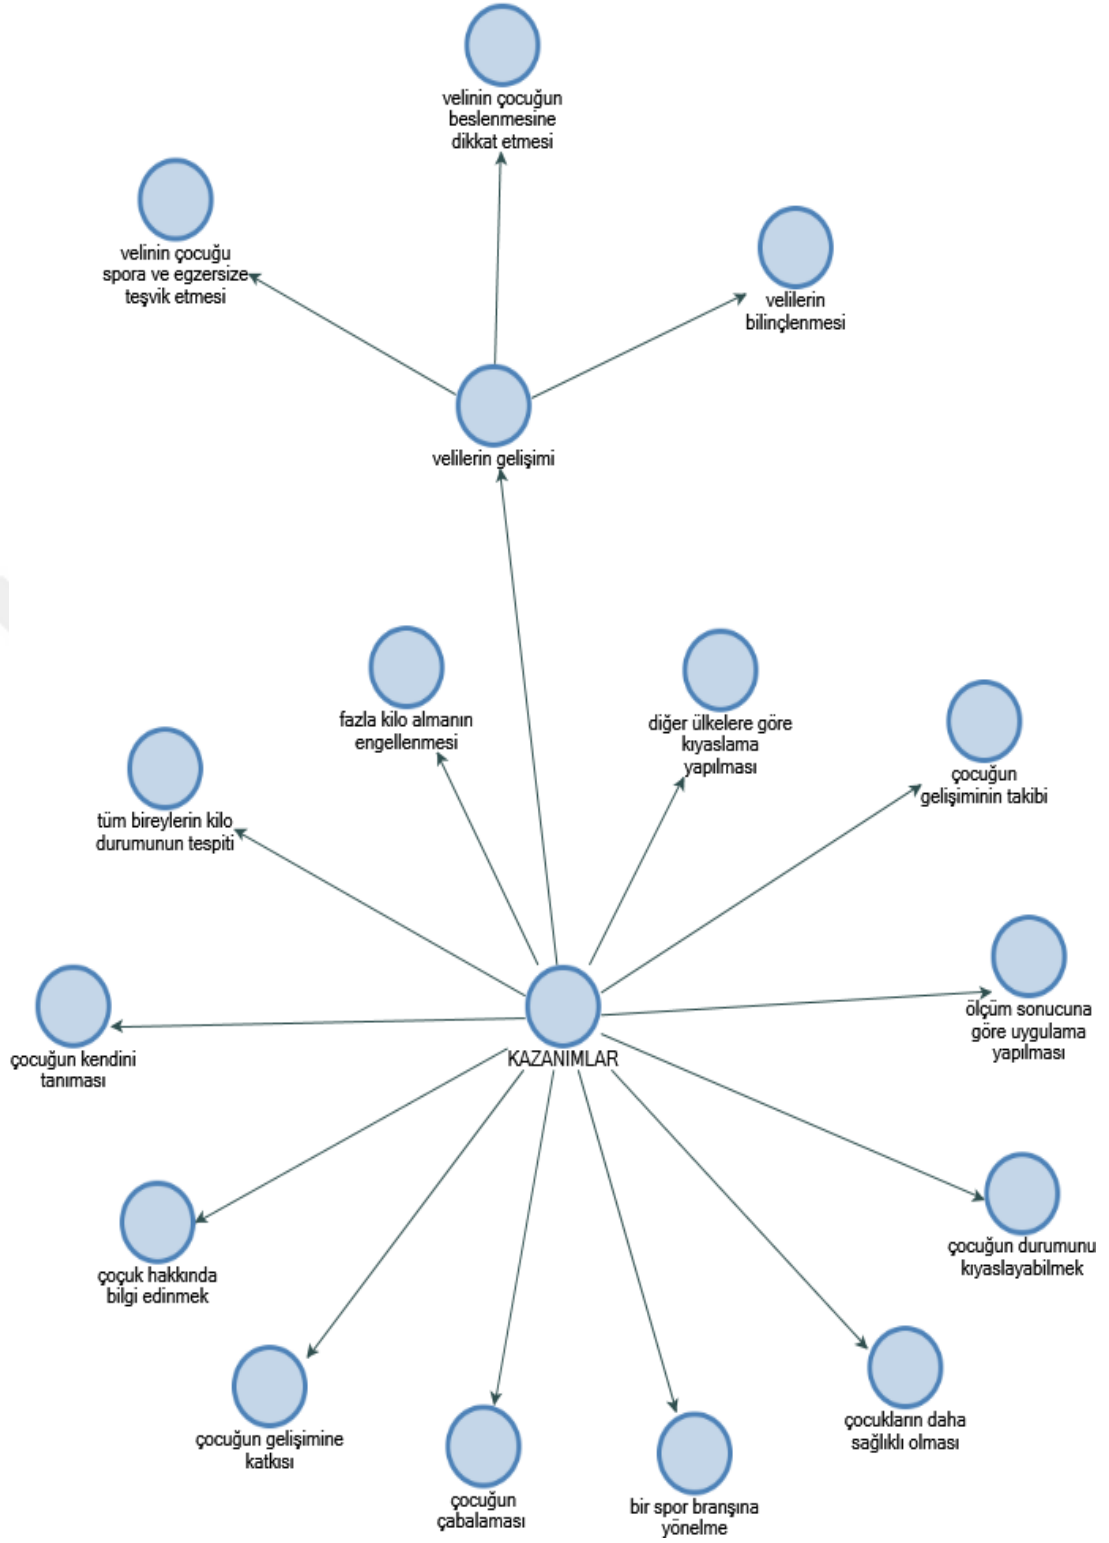 velinin çocuğun
beslenmesine
dikkat etmesi
velinin çocuğu
spora ve egzersize
teşvik etmesi
velilerin
bilinçlenmesi
velilerin gelişimi
fazla kilo almanın
engellenmesi
diğer ülkelere göre
kıyaslama
yapılması
çocuğun
gelişiminin takibi
tüm bireylerin kilo
durumunun tespiti
ölçüm sonucuna
göre uygulama
yapılması
çocuğun kendini
tanıması
KAZANIMLAR
çocuğun durumunu
kıyaslayabilmek
çoçuk hakkında
bilgi edinmek
çocukların daha
sağlıklı olması
çocuğun gelişimine
katkısı
çocuğun
çabalaması
bir spor branşına
yönelme